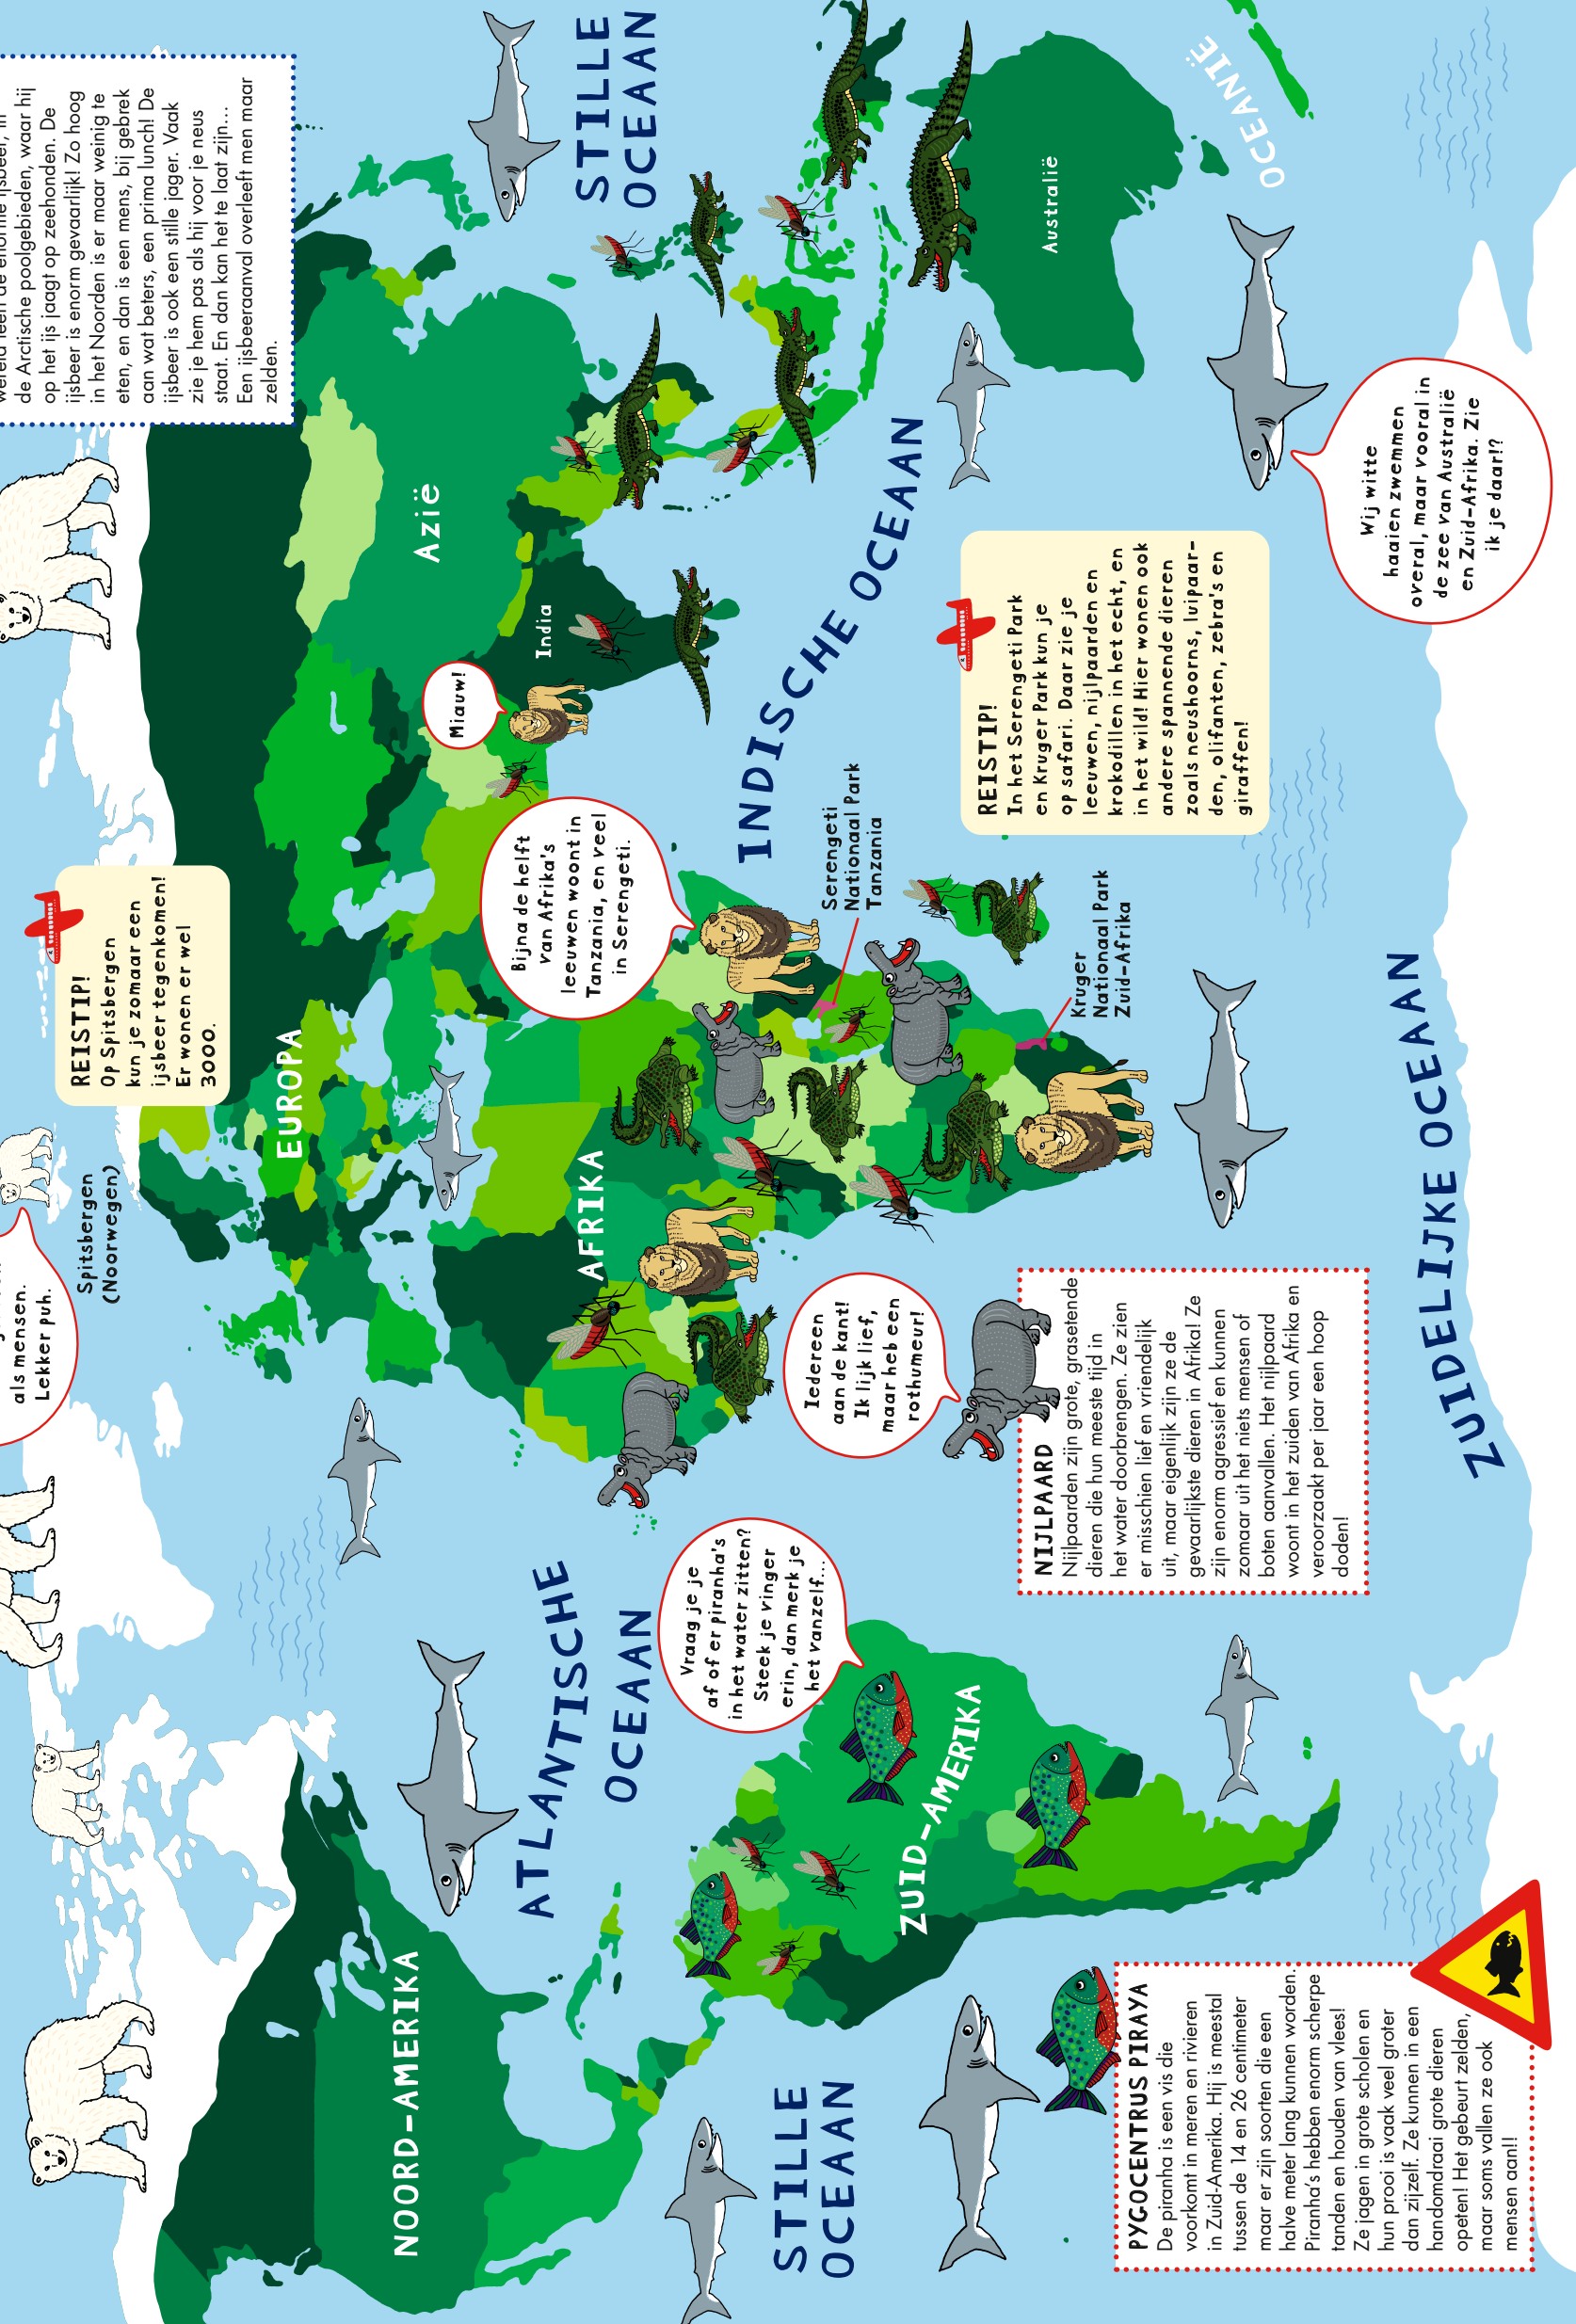 als mensen.
Lekker puh.
Spitsbergen
(Noorwegen)
REISTIP!
Op Spitsbergen
kun je zomaar een
ijsbeer tegenkomen!
Er wonen er wel
3000.
de Arctische poolgebieden, waar hij
op het ijs jaagt op zeehonden. De
ijsbeer is enorm gevaarlijk! Zo hoog
in het Noorden is er maar weinig te
eten, en dan is een mens, bij gebrek
aan wat beters, een prima lunch! De
ijsbeer is ook een stille jager. Vaak
zie je hem pas als hij voor je neus
staat. En dan kan het te laat zijn...
Een ijsbeeraanval overleeft men maar
zelden.
NOORD-AMERIKA
EUROPA
Azië
India
Miauw!
STILLE
OCEAAN
ATLANTISCHE
OCEAAN
AFRIKA
Bijna de helft
van Afrika's
leeuwen woont in
Tanzania, en veel
in Serengeti.
INDISCHE OCEAAN
Serengeti
Nationaal Park
Tanzania
Kruger
Nationaal Park
Zuid-Afrika
Australië
OCEANIË
STILLE
OCEAAN
ZUID-AMERIKA
Vraag je je
af of er piranha's
in het water zitten?
Steek je vinger
erin, dan merk je
het vanzelf...
Iedereen
aan de kant!
Ik lijk lief,
maar heb een
rothumeur!
NIJLPAARD
Nijlpaarden zijn grote, grasetende
dieren die hun meeste tijd in
het water doorbrengen. Ze zien
er misschien lief en vriendelijk
uit, maar eigenlijk zijn ze de
gevaarlijkste dieren in Afrika! Ze
zijn enorm agressief en kunnen
zomaar uit het niets mensen of
boten aanvallen. Het nijlpaard
woont in het zuiden van Afrika en
veroorzaakt per jaar een hoop
doden!
REISTIP!
In het Serengeti Park
en Kruger Park kun je
op safari. Daar zie je
leeuwen, nijlpaarden en
krokodillen in het echt, en
in het wild! Hier wonen ook
andere spannende dieren
zoals neushoorns, luipaar-
den, olifanten, zebra's en
giraffen!
Wij witte
haaien zwemmen
overal, maar vooral in
de zee van Australië
en Zuid-Afrika. Zie
ik je daar!?
PYGOCENTRUS PIRAYA
De piranha is een vis die
voorkomt in meren en rivieren
in Zuid-Amerika. Hij is meestal
tussen de 14 en 26 centimeter
maar er zijn soorten die een
halve meter lang kunnen worden.
Piranha's hebben enorm scherpe
tanden en houden van vlees!
Ze jagen in grote scholen en
hun prooi is vaak veel groter
dan zijzelf. Ze kunnen in een
handomdraai grote dieren
opeten! Het gebeurt zelden,
maar soms vallen ze ook
mensen aan!!
ZUIDELIJKE OCEAAN